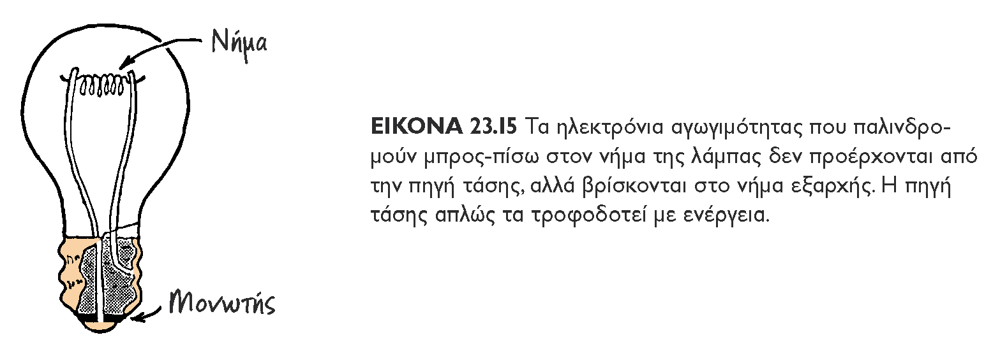 Νήμα
ΕΙΚΟΝΑ 23.15 Τα ηλεκτρόνια αγωγιμότητας που παλινδρο-
μούν μπρος-πίσω στον νήμα της λάμπας δεν προέρχονται από
την πηγή τάσης, αλλά βρίσκονται στο νήμα εξαρχής. Η πηγή
τάσης απλώς τα τροφοδοτεί με ενέργεια.
Μονωτής